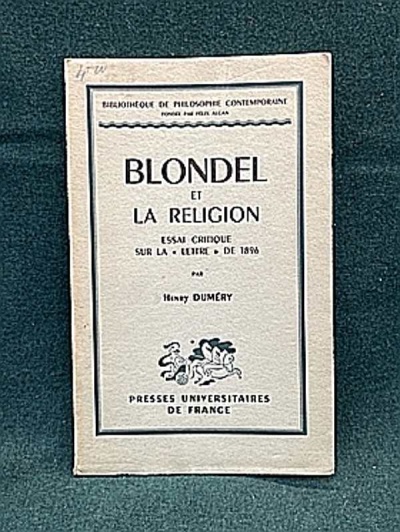 BIBLIOTHÈQUE DE PHILOSOPHIE CONTEMPORAINE
FONDÉE PAR FÉLIX ALCAN
BLONDEL
ET
LA RELIGION
ESSAI CRITIQUE
SUR LA « LETTRE » DE 1896
PAR
HENRY DUMÉRY
PRESSES UNIVERSITAIRES
DE FRANCE